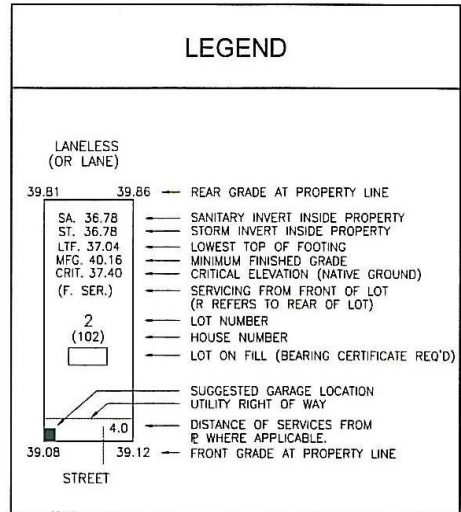 LEGEND
LANELESS
(OR LANE)
39.81 39.86 REAR GRADE AT PROPERTY LINE
SA. 36.78 SANITARY INVERT INSIDE PROPERTY
ST. 36.78 STORM INVERT INSIDE PROPERTY
LTF. 37.04 LOWEST TOP OF FOOTING
MFG. 40.16 MINIMUM FINISHED GRADE
CRIT. 37.40 CRITICAL ELEVATION (NATIVE GROUND)
(F. SER.) SERVICING FROM FRONT OF LOT
(R REFERS TO REAR OF LOT)
2 LOT NUMBER
(102) HOUSE NUMBER
LOT ON FILL (BEARING CERTIFICATE REQ'D)
SUGGESTED GARAGE LOCATION
UTILITY RIGHT OF WAY
4.0 DISTANCE OF SERVICES FROM
℄ WHERE APPLICABLE.
39.08 39.12 FRONT GRADE AT PROPERTY LINE
STREET